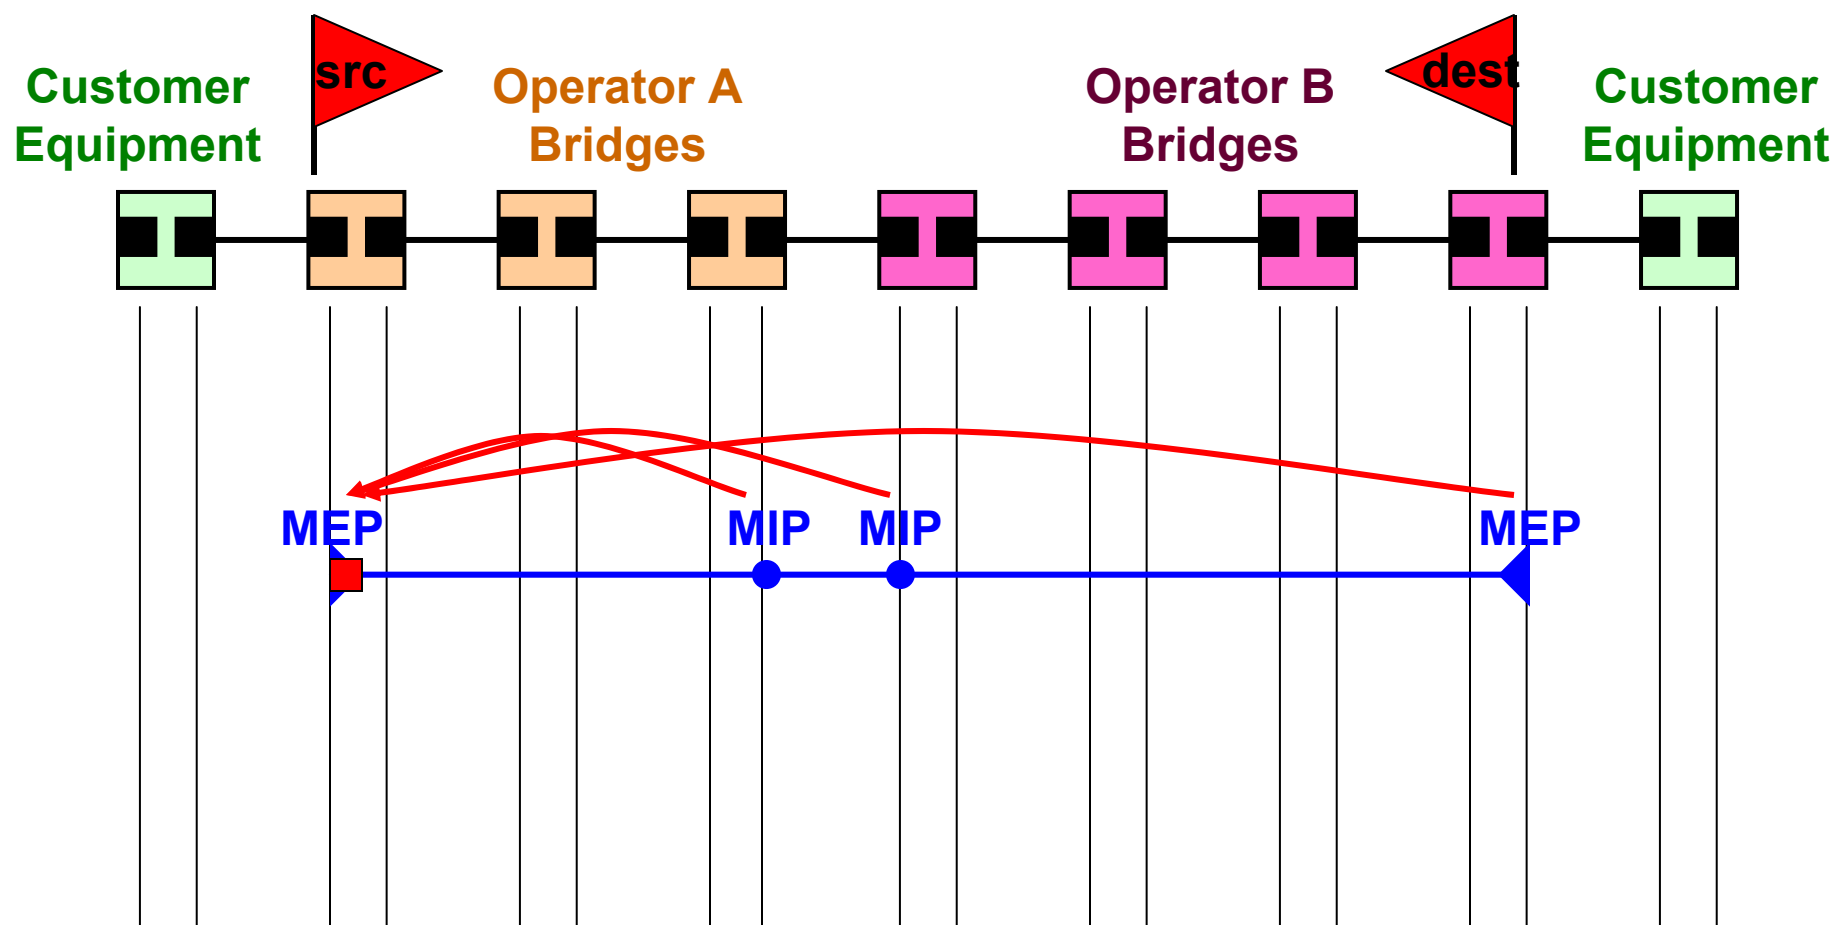 Customer
Equipment
src
Operator A
Bridges
Operator B
Bridges
dest
Customer
Equipment
MEP
MIP
MIP
MEP